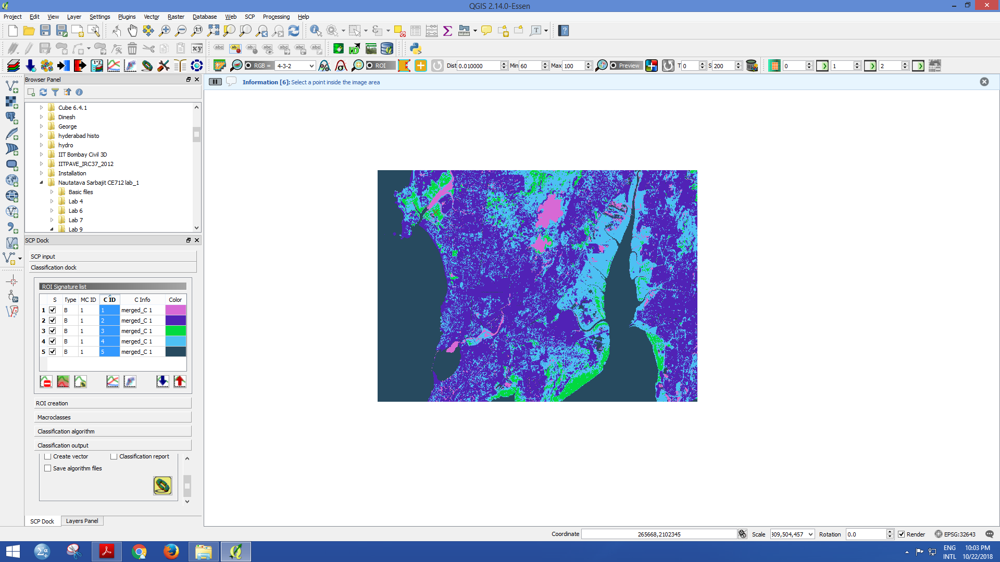 QGIS 2.14.0-Essen
Project Edit View Layer Settings Plugins Vector Raster Database Web SCP Processing Help
RGB = 4-3-2 ROI Dist 0.010000 Min 60 Max 100 Preview T 0 S 200 0 1 2
Browser Panel
Information [6]: Select a point inside the image area
Cube 6.4.1
Dinesh
George
hyderabad histo
hydro
IIT Bombay Civil 3D
IITPAVE_IRC37_2012
Installation
Nautatava Sarbajit CE712 lab_1
Basic files
Lab 4
Lab 6
Lab 7
Lab 9
SCP Dock
SCP input
Classification dock
ROI Signature list
S Type MC ID C ID C Info Color
1 B 1 1 merged_C 1
2 B 1 2 merged_C 1
3 B 1 3 merged_C 1
4 B 1 4 merged_C 1
5 B 1 5 merged_C 1
ROI creation
Macroclasses
Classification algorithm
Classification output
Create vector Classification report
Save algorithm files
SCP Dock Layers Panel
Coordinate 265668,2102345 Scale 309,504,457 Rotation 0.0 Render EPSG:32643
ENG 10:03 PM
INTL 10/22/2018